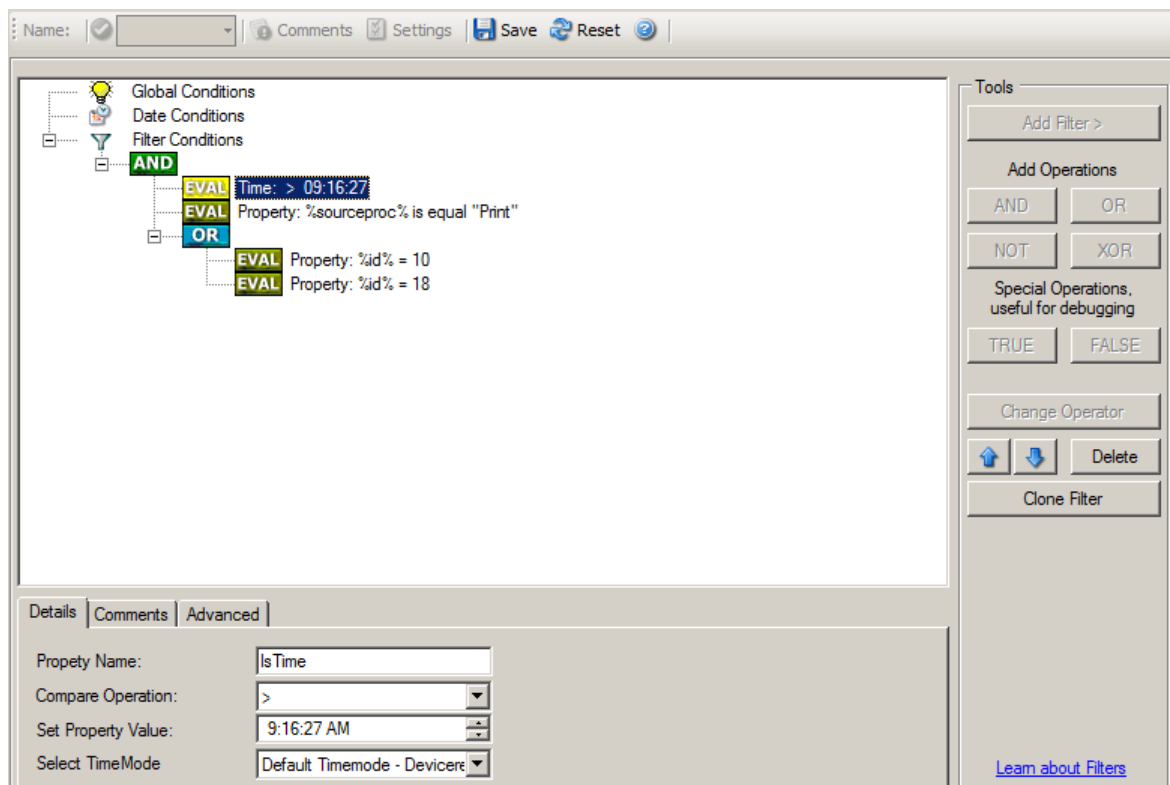 Name: Comments Settings Save Reset
Global Conditions
Date Conditions
Filter Conditions
AND
EVAL Time: > 09:16:27
EVAL Property: %sourceproc% is equal "Print"
OR
EVAL Property: %id% = 10
EVAL Property: %id% = 18
Tools
Add Filter >
Add Operations
AND OR
NOT XOR
Special Operations,
useful for debugging
TRUE FALSE
Change Operator
Delete
Clone Filter
Learn about Filters
Details Comments Advanced
Propety Name: IsTime
Compare Operation: >
Set Property Value: 9:16:27 AM
Select TimeMode Default Timemode - Devicere